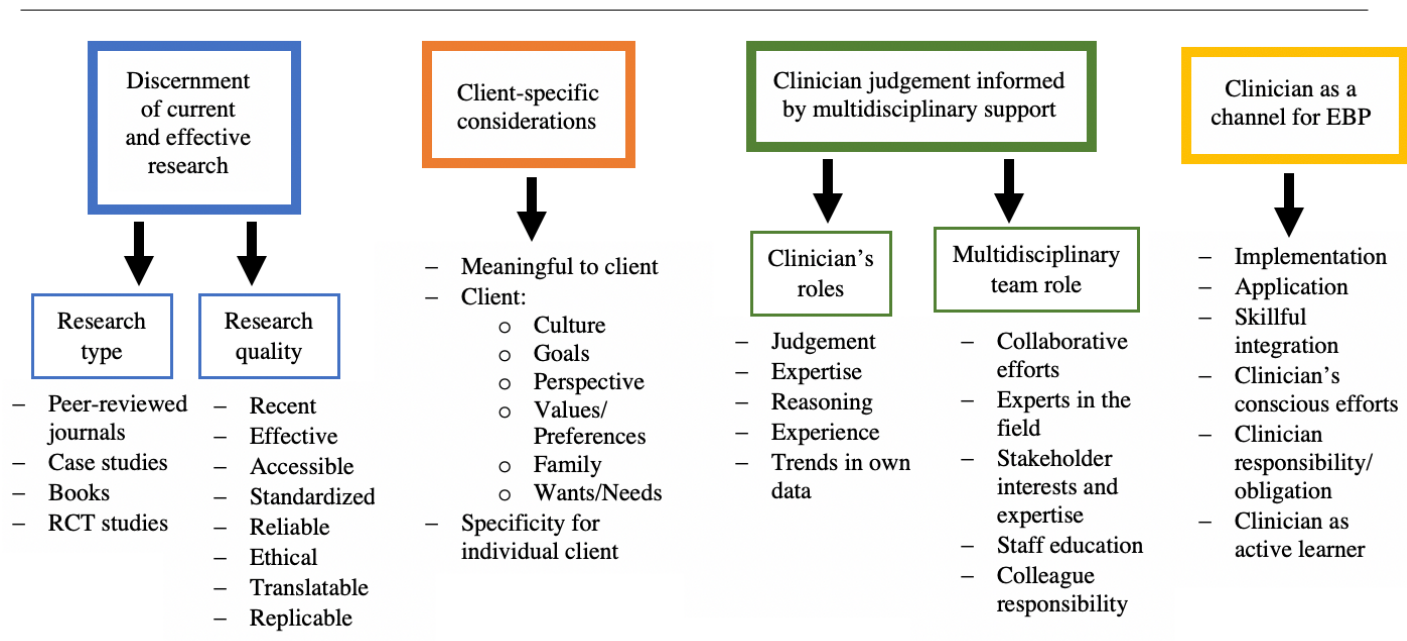 Discernment
of current
and effective
research
Research
type
– Peer-reviewed
journals
– Case studies
– Books
– RCT studies
Research
quality
– Recent
– Effective
– Accessible
– Standardized
– Reliable
– Ethical
– Translatable
– Replicable
Client-specific
considerations
– Meaningful to client
– Client:
o Culture
o Goals
o Perspective
o Values/
Preferences
o Family
o Wants/Needs
– Specificity for
individual client
Clinician judgement informed
by multidisciplinary support
Clinician’s
roles
– Judgement
– Expertise
– Reasoning
– Experience
– Trends in own
data
Multidisciplinary
team role
– Collaborative
efforts
– Experts in the
field
– Stakeholder
interests and
expertise
– Staff education
– Colleague
responsibility
Clinician as a
channel for EBP
– Implementation
– Application
– Skillful
integration
– Clinician’s
conscious efforts
– Clinician
responsibility/
obligation
– Clinician as
active learner